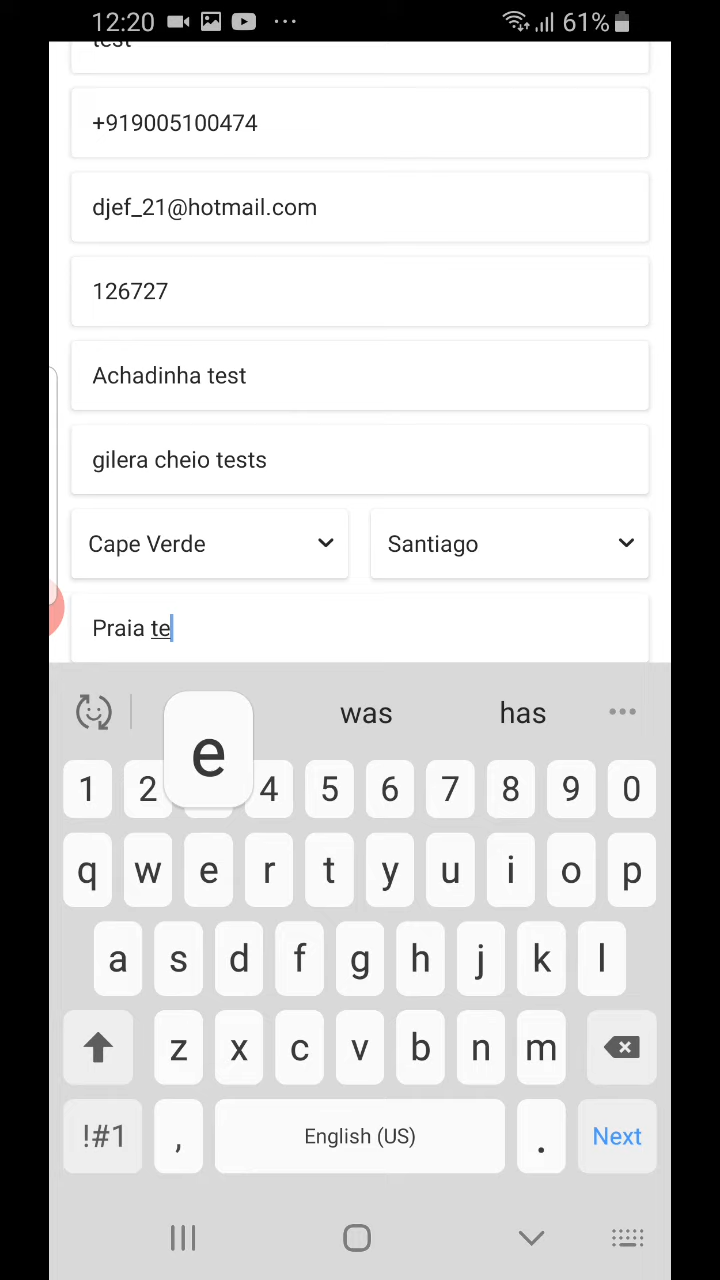 12:20
61%
test
+919005100474
djef_21@hotmail.com
126727
Achadinha test
gilera cheio tests
Cape Verde
Santiago
Praia te
e
was
has
1 2 4 5 6 7 8 9 0
q w e r t y u i o p
a s d f g h j k l
z x c v b n m
!#1 , English (US) . Next